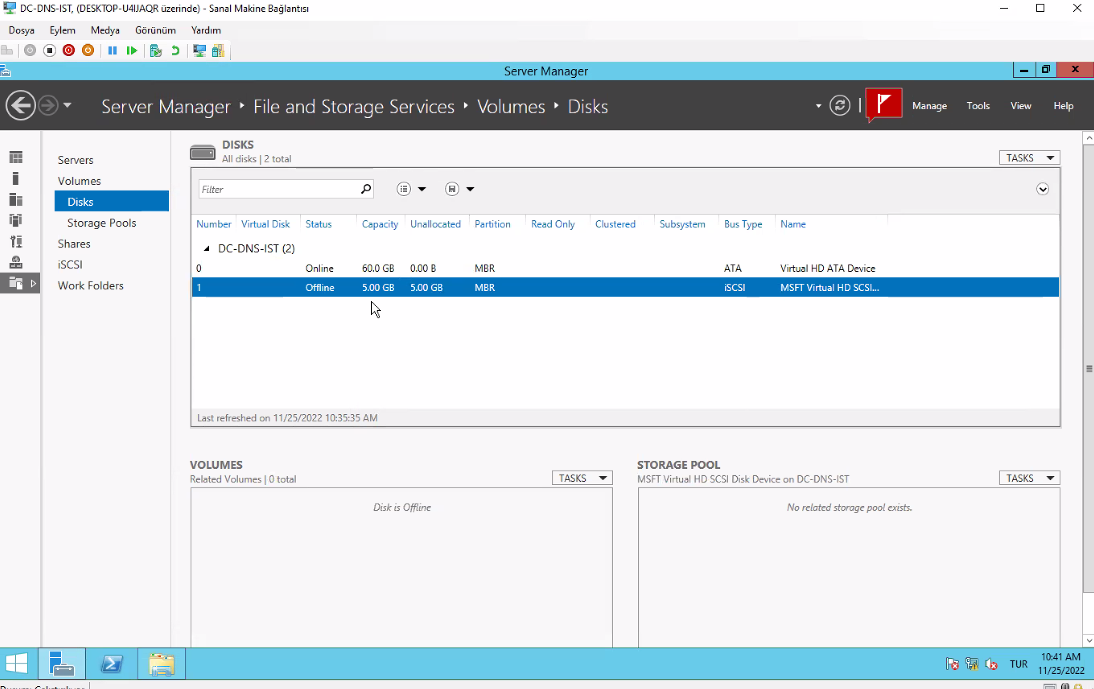 DC-DNS-IST, (DESKTOP-U4IJAQR üzerinde) - Sanal Makine Bağlantısı
Dosya Eylem Medya Görünüm Yardım
Server Manager
Server Manager File and Storage Services Volumes Disks
Manage Tools View Help
Servers
Volumes
Disks
Storage Pools
Shares
iSCSI
Work Folders
DISKS
All disks | 2 total
TASKS
Filter
Number Virtual Disk Status Capacity Unallocated Partition Read Only Clustered Subsystem Bus Type Name
DC-DNS-IST (2)
0 Online 60.0 GB 0.00 B MBR ATA Virtual HD ATA Device
1 Offline 5.00 GB 5.00 GB MBR iSCSI MSFT Virtual HD SCSI...
Last refreshed on 11/25/2022 10:35:35 AM
VOLUMES
Related Volumes | 0 total
TASKS
Disk is Offline
STORAGE POOL
MSFT Virtual HD SCSI Disk Device on DC-DNS-IST
TASKS
No related storage pool exists.
TUR
10:41 AM
11/25/2022